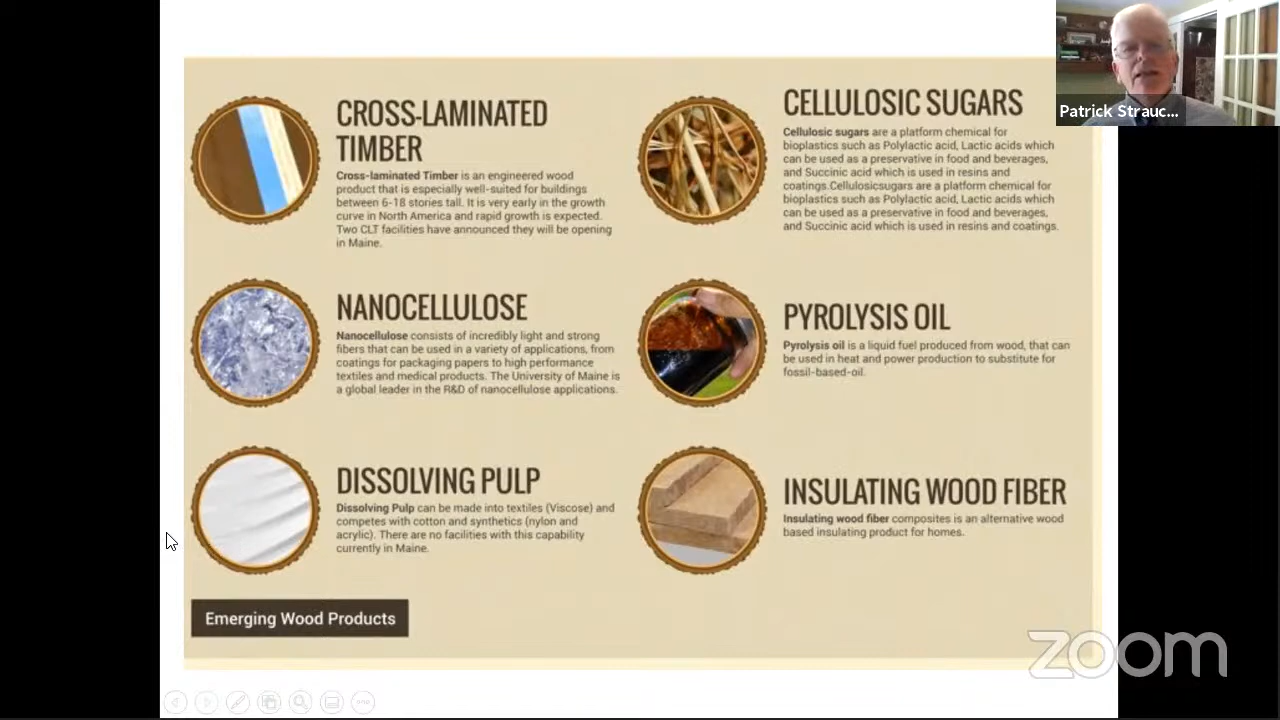 CROSS-LAMINATED
TIMBER
Cross-laminated Timber is an engineered wood
product that is especially well-suited for buildings
between 6-18 stories tall. It is very early in the growth
curve in North America and rapid growth is expected.
Two CLT facilities have announced they will be opening
in Maine.
CELLULOSIC SUGARS
Cellulosic sugars are a platform chemical for
bioplastics such as Polylactic acid, Lactic acids which
can be used as a preservative in food and beverages,
and Succinic acid which is used in resins and
coatings.Cellulosicsugars are a platform chemical for
bioplastics such as Polylactic acid, Lactic acids which
can be used as a preservative in food and beverages,
and Succinic acid which is used in resins and coatings.
NANOCELLULOSE
Nanocellulose consists of incredibly light and strong
fibers that can be used in a variety of applications, from
coatings for packaging papers to high performance
textiles and medical products. The University of Maine is
a global leader in the R&D of nanocellulose applications.
PYROLYSIS OIL
Pyrolysis oil is a liquid fuel produced from wood, that can
be used in heat and power production to substitute for
fossil-based-oil.
DISSOLVING PULP
Dissolving Pulp can be made into textiles (Viscose) and
competes with cotton and synthetics (nylon and
acrylic). There are no facilities with this capability
currently in Maine.
INSULATING WOOD FIBER
Insulating wood fiber composites is an alternative wood
based insulating product for homes.
Emerging Wood Products
Patrick Strauc...
zoom